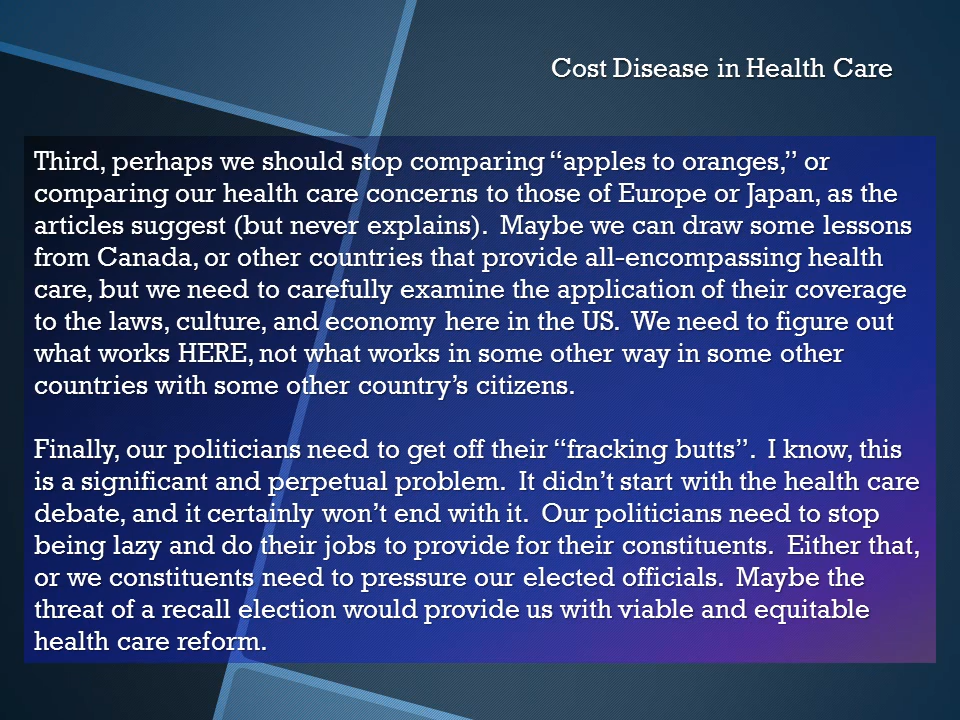 Cost Disease in Health Care
Third, perhaps we should stop comparing “apples to oranges,” or
comparing our health care concerns to those of Europe or Japan, as the
articles suggest (but never explains).  Maybe we can draw some lessons
from Canada, or other countries that provide all-encompassing health
care, but we need to carefully examine the application of their coverage
to the laws, culture, and economy here in the US.  We need to figure out
what works HERE, not what works in some other way in some other
countries with some other country’s citizens.
Finally, our politicians need to get off their “fracking butts”.  I know, this
is a significant and perpetual problem.  It didn’t start with the health care
debate, and it certainly won’t end with it.  Our politicians need to stop
being lazy and do their jobs to provide for their constituents.  Either that,
or we constituents need to pressure our elected officials.  Maybe the
threat of a recall election would provide us with viable and equitable
health care reform.